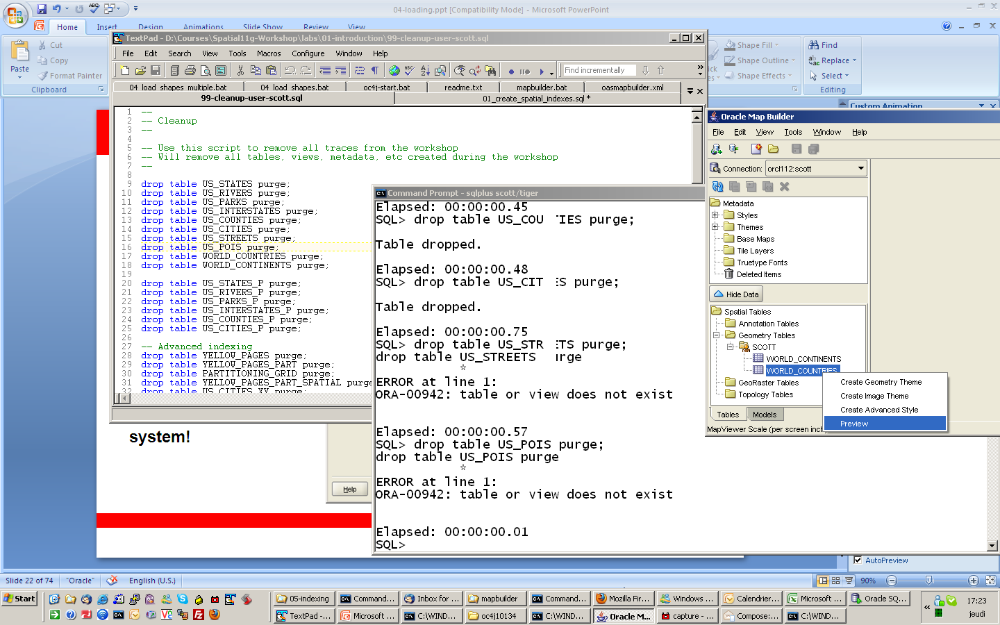 04-loading.ppt [Compatibility Mode] - Microsoft PowerPoint
Home Insert Design Animations Slide Show Review View
Paste
Cut
Copy
Format Painter
Clipboard
Shape Fill
Shape Outline
Shape Effects
Find
Replace
Select
Editing
Custom Animation
TextPad - D:\Courses\Spatial11g-Workshop\labs\01-introduction\99-cleanup-user-scott.sql
File Edit Search View Tools Macros Configure Window Help
Find incrementally
04_load_shapes_multiple.bat 04_load_shapes.bat oc4j-start.bat readme.txt mapbuilder.bat oasmapbuilder.xml
99-cleanup-user-scott.sql 01_create_spatial_indexes.sql *
1 --
2 -- Cleanup
3 --
4
5 -- Use this script to remove all traces from the workshop
6 -- Will remove all tables, views, metadata, etc created during the workshop
7 --
8
9 drop table US_STATES purge;
10 drop table US_RIVERS purge;
11 drop table US_PARKS purge;
12 drop table US_INTERSTATES purge;
13 drop table US_COUNTIES purge;
14 drop table US_CITIES purge;
15 drop table US_STREETS purge;
16 drop table US_POIS purge;
17 drop table WORLD_COUNTRIES purge;
18 drop table WORLD_CONTINENTS purge;
19
20 drop table US_STATES_P purge;
21 drop table US_RIVERS_P purge;
22 drop table US_PARKS_P purge;
23 drop table US_INTERSTATES_P purge;
24 drop table US_COUNTIES_P purge;
25 drop table US_CITIES_P purge;
26
27 -- Advanced indexing
28 drop table YELLOW_PAGES purge;
29 drop table YELLOW_PAGES_PART purge;
30 drop table PARTITIONING_GRID purge;
31 drop table YELLOW_PAGES_PART_SPATIAL purge
32 drop table US_CITIES_XY purge;
system!
Help
Command Prompt - sqlplus scott/tiger
Elapsed: 00:00:00.45
SQL> drop table US_COU IES purge;
Table dropped.
Elapsed: 00:00:00.48
SQL> drop table US_CIT ES purge;
Table dropped.
Elapsed: 00:00:00.75
SQL> drop table US_STR ETS purge;
drop table US_STREETS urge
*
ERROR at line 1:
ORA-00942: table or view does not exist
Elapsed: 00:00:00.57
SQL> drop table US_POIS purge;
drop table US_POIS purge
*
ERROR at line 1:
ORA-00942: table or view does not exist
Elapsed: 00:00:00.01
SQL>
Oracle Map Builder
File Edit View Tools Window Help
Connection: orcl112:scott
Metadata
Styles
Themes
Base Maps
Tile Layers
Truetype Fonts
Deleted Items
Hide Data
Spatial Tables
Annotation Tables
Geometry Tables
SCOTT
WORLD_CONTINENTS
WORLD_COUNTRIES
GeoRaster Tables
Topology Tables
Create Geometry Theme
Create Image Theme
Create Advanced Style
Preview
Tables Models
MapViewer Scale (per screen inch
AutoPreview
Slide 22 of 74 "Oracle" English (U.S.) 90%
Start
05-indexing Command... Inbox for ... mapbuilder Command... Mozilla Fir... Windows ... Calendrier... Microsoft ... Oracle SQ...
TextPad - ... Microsoft ... C:\WIND... oc4j10134 C:\WIND... Oracle M... capture - ... Compose:... C:\WIND...
17:23
jeudi